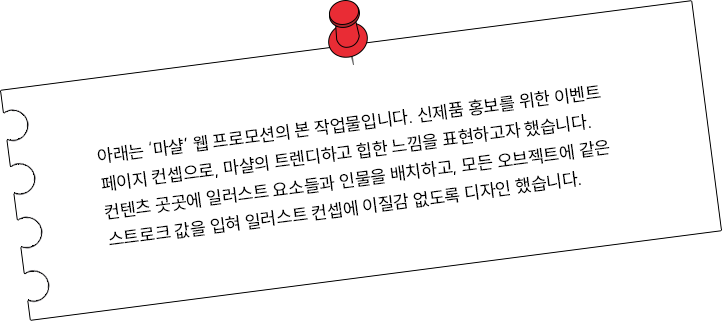 아래는 ‘마샬’ 웹 프로모션의 본 작업물입니다. 신제품 홍보를 위한 이벤트
페이지 컨셉으로, 마샬의 트렌디하고 힙한 느낌을 표현하고자 했습니다.
컨텐츠 곳곳에 일러스트 요소들과 인물을 배치하고, 모든 오브젝트에 같은
스트로크 값을 입혀 일러스트 컨셉에 이질감 없도록 디자인 했습니다.